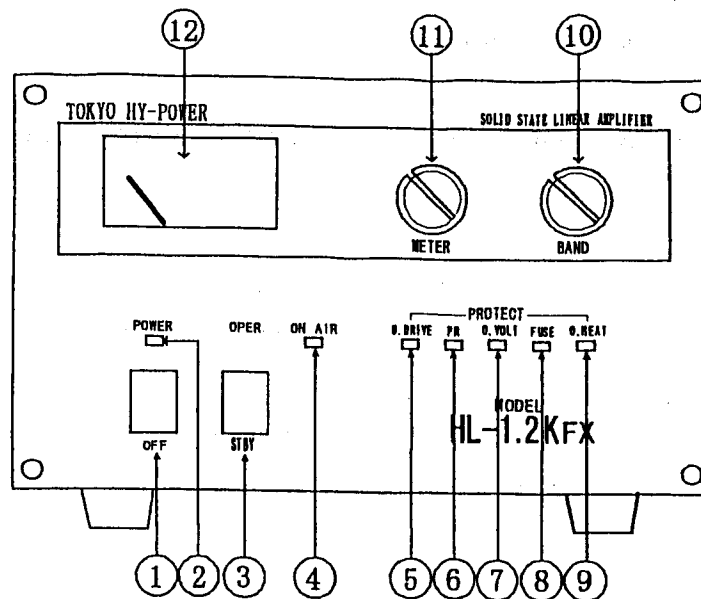 12 11 10
TOKYO HY-POWER
SOLID STATE LINEAR AMPLIFIER
METER BAND
PROTECT
POWER OPER ON AIR O.DRIVE PR O.VOLT FUSE O.HEAT
OFF STBY
MODEL
HL-1.2KFX
1 2 3 4 5 6 7 8 9